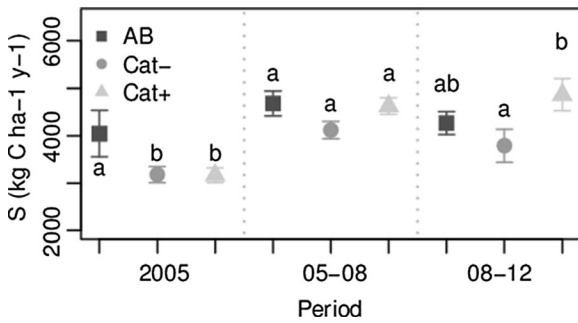 S (kg C ha−1 y−1)
6000
4000
2000
AB
Cat−
Cat+
a
b
b
a
a
a
ab
a
b
2005
05-08
08-12
Period